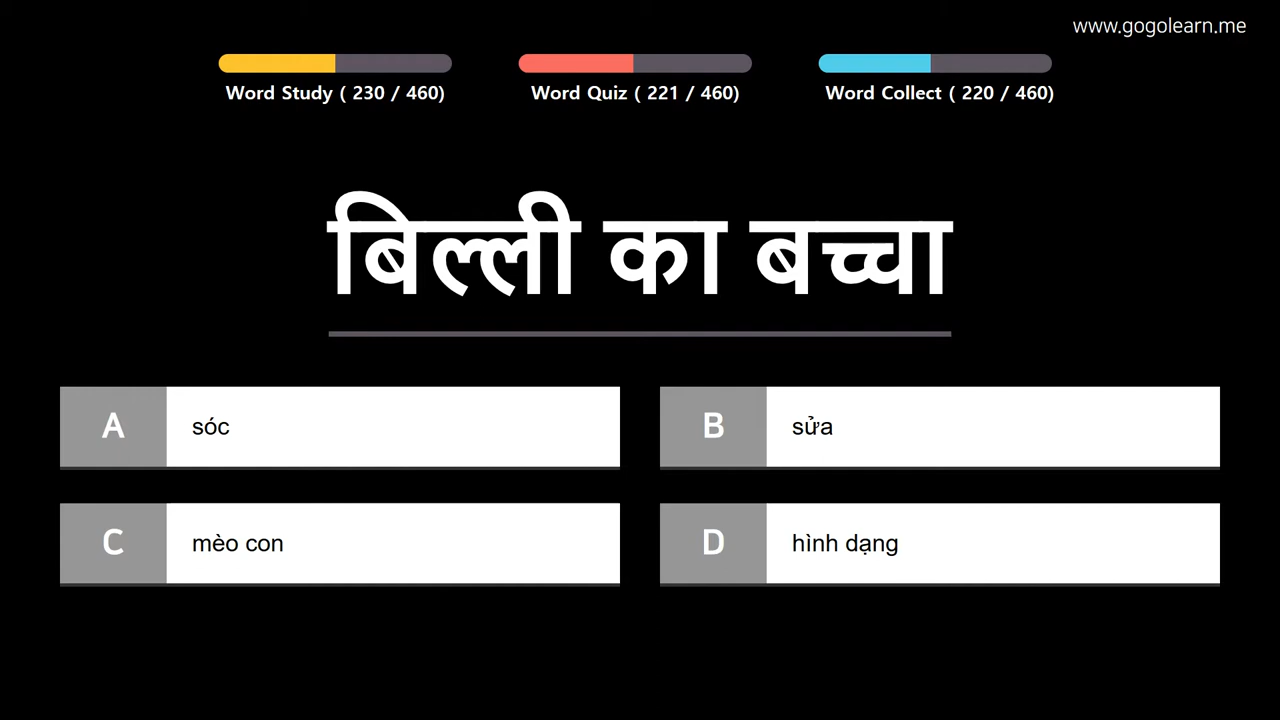 www.gogolearn.me
Word Study ( 230 / 460)
Word Quiz ( 221 / 460)
Word Collect ( 220 / 460)
बिल्ली का बच्चा
A sóc
B sửa
C mèo con
D hình dạng